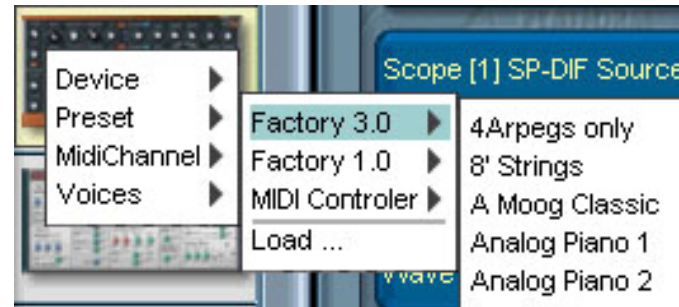 Device
Preset
MidiChannel
Voices
Factory 3.0
Factory 1.0
MIDI Controler
Load ...
Scope [1] SP-DIF Source
4Arpegs only
8' Strings
A Moog Classic
Analog Piano 1
Analog Piano 2
Wave